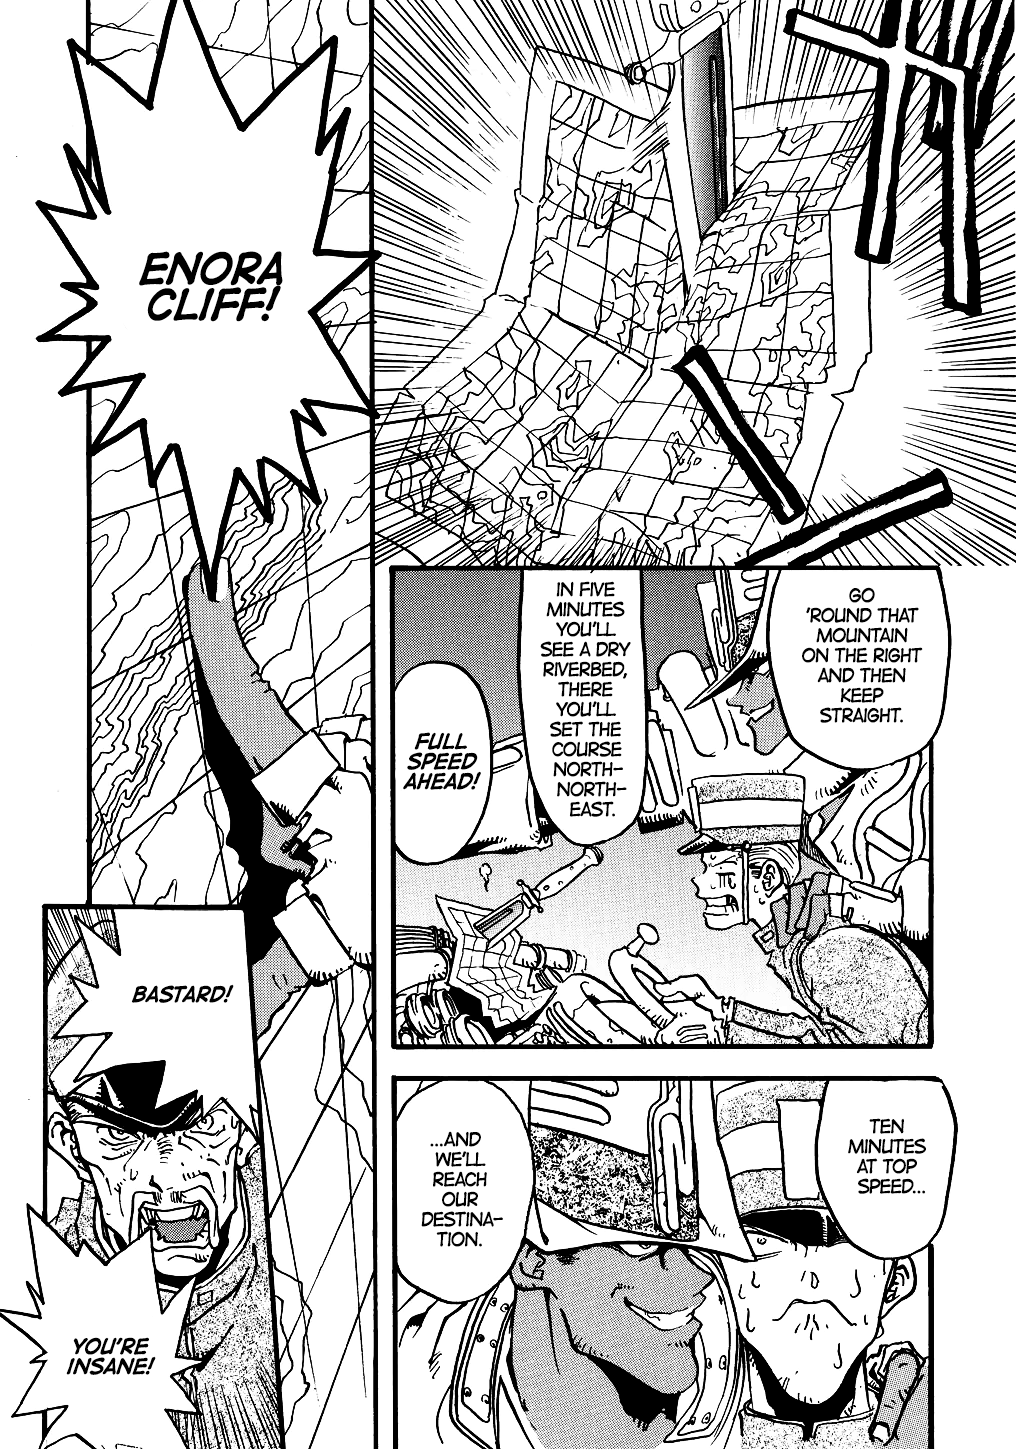 GO
'ROUND THAT
MOUNTAIN
ON THE RIGHT
AND THEN
KEEP
STRAIGHT.
IN FIVE
MINUTES
YOU'LL
SEE A DRY
RIVERBED,
THERE
YOU'LL
SET THE
COURSE
NORTH-
NORTH-
EAST.
FULL
SPEED
AHEAD!
TEN
MINUTES
AT TOP
SPEED...
...AND
WE'LL
REACH
OUR
DESTINA-
TION.
ENORA
CLIFF!
BASTARD!
YOU'RE
INSANE!